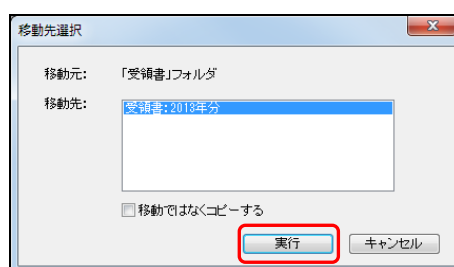 移動先選択
移動元: 「受領書」フォルダ
移動先: 受領書:2013年分
移動ではなくコピーする
実行 キャンセル